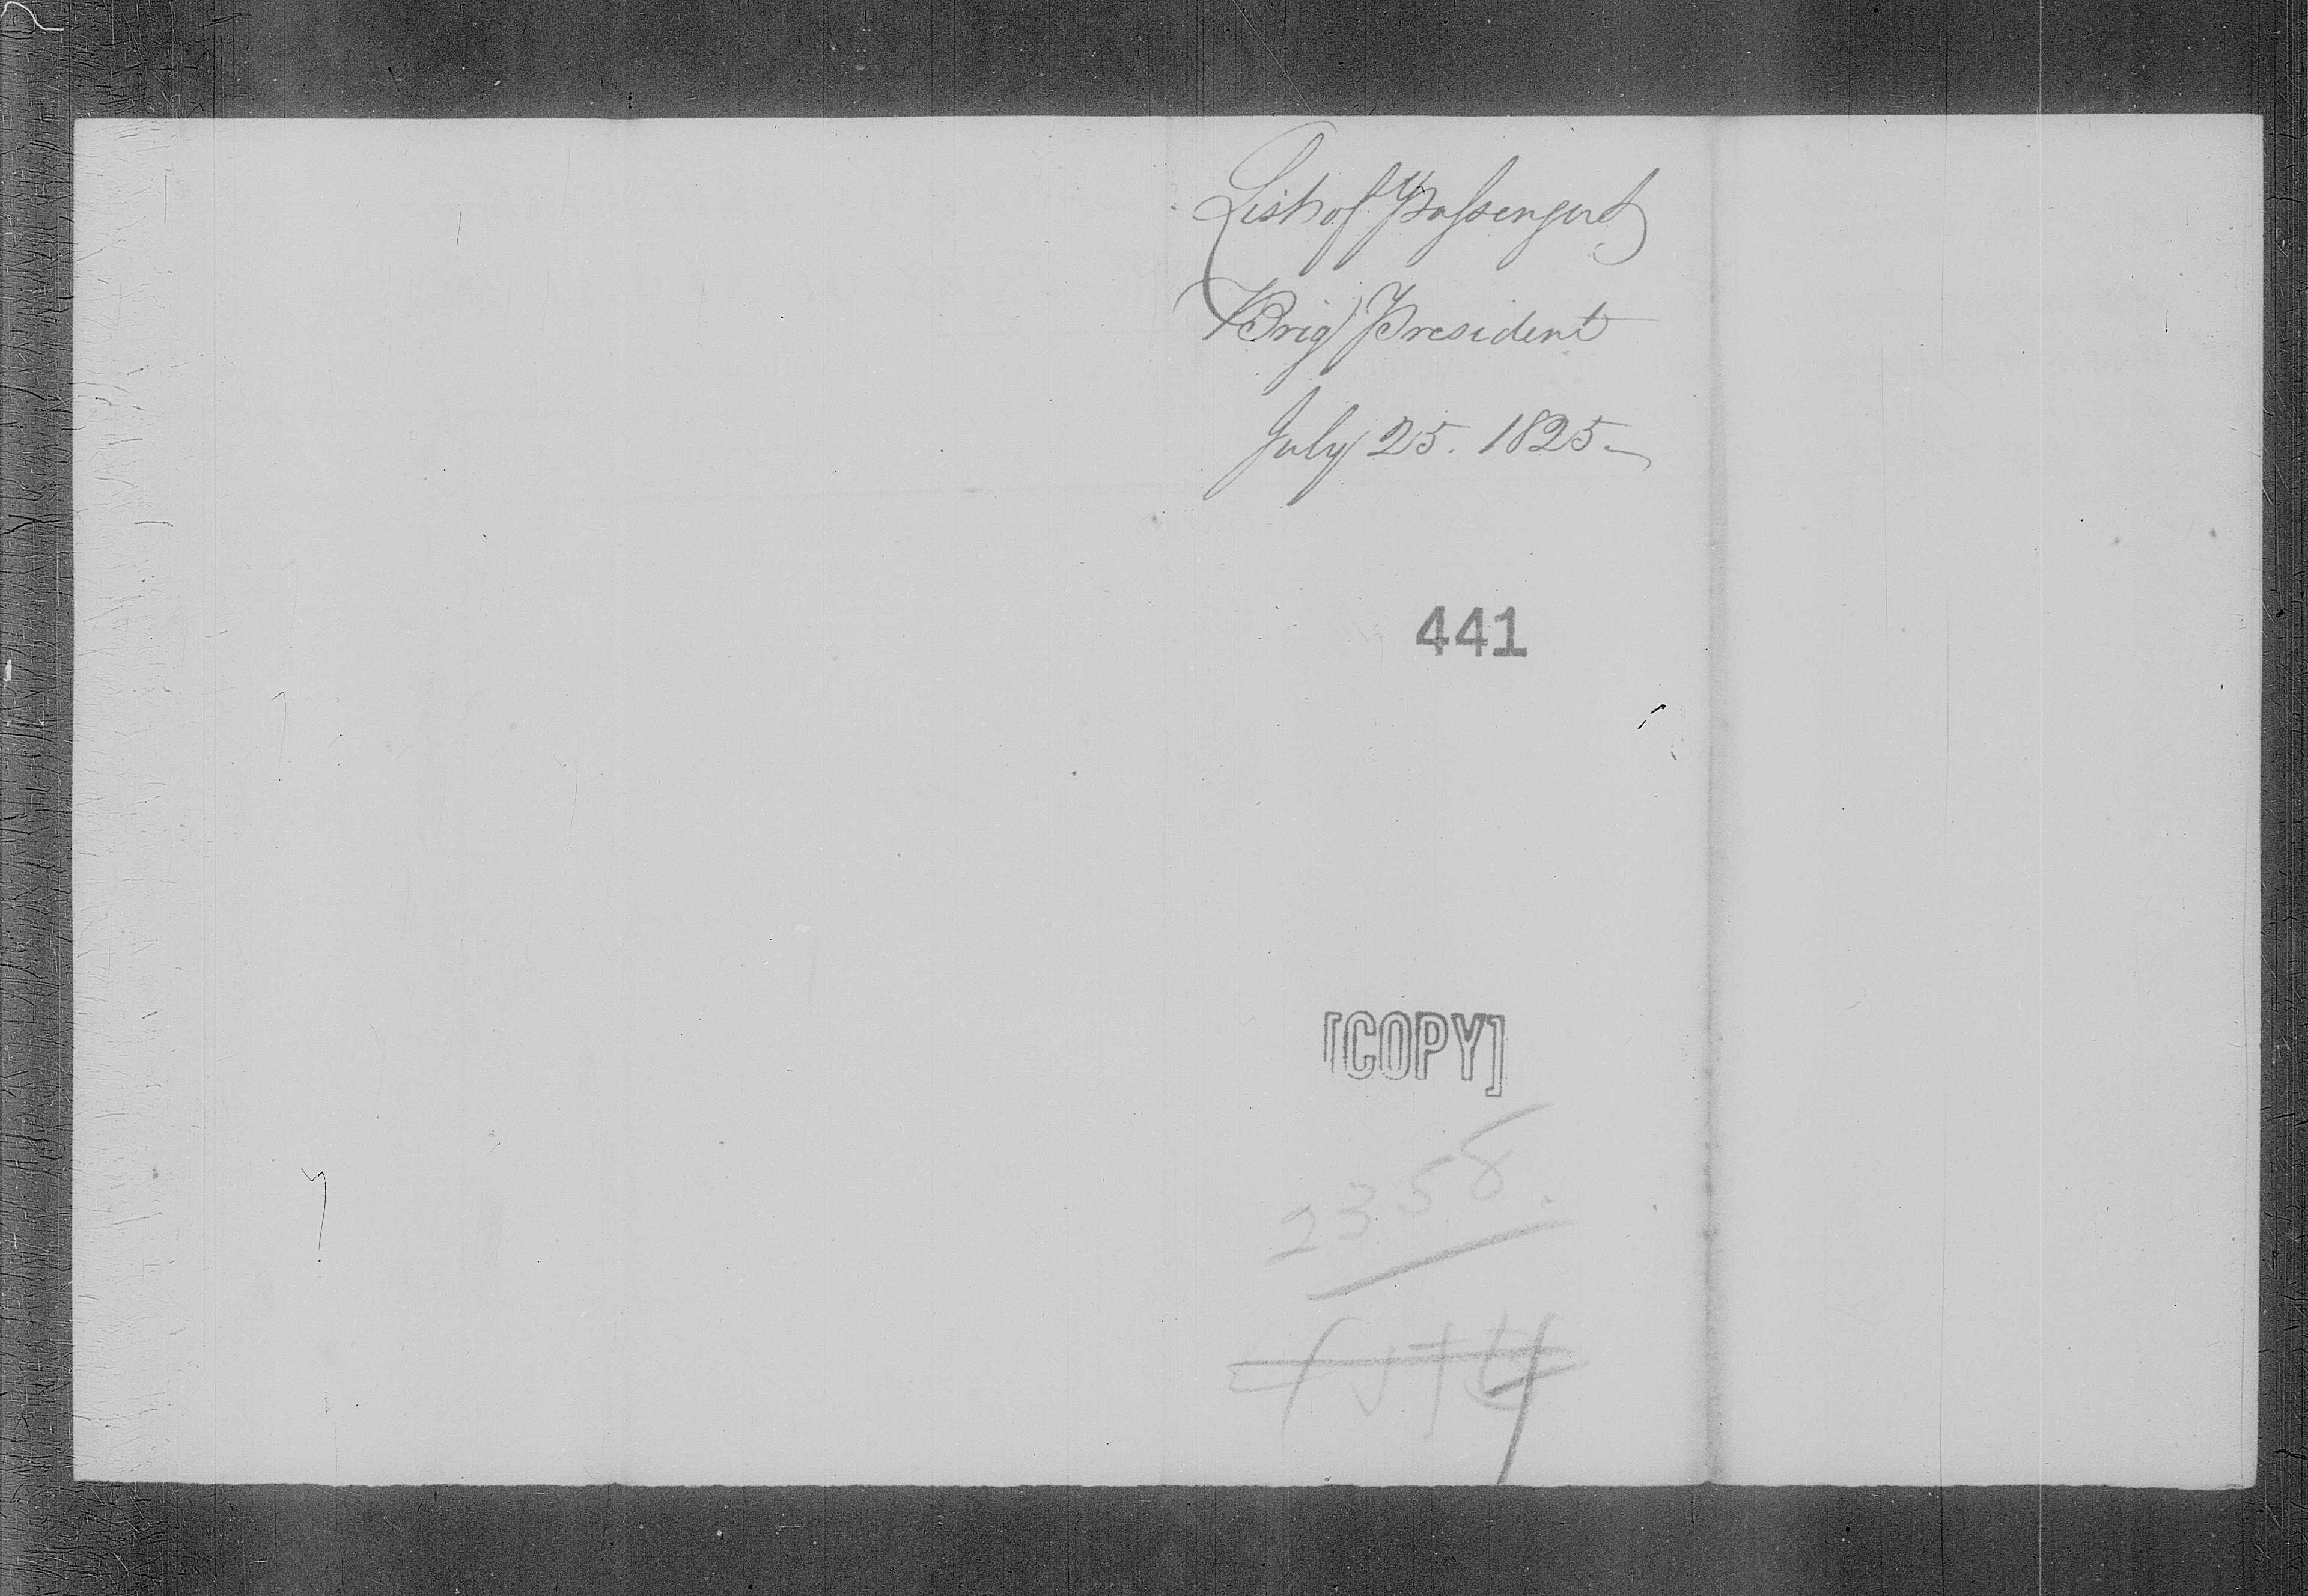 List of Passengers
Brig President
July 25. 1825
441
[COPY]
2358.